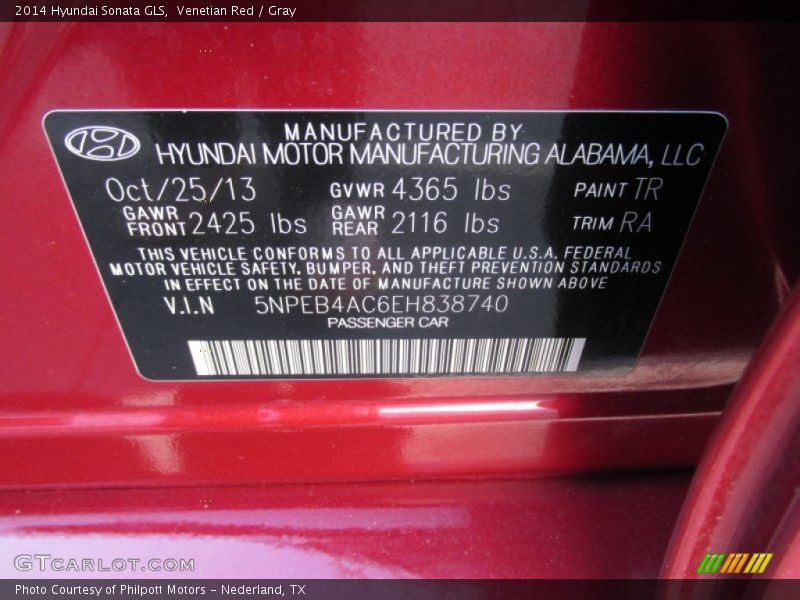 2014 Hyundai Sonata GLS,  Venetian Red / Gray
MANUFACTURED BY
HYUNDAI MOTOR MANUFACTURING ALABAMA, LLC
Oct/25/13 GVWR 4365 lbs PAINT TR
GAWR FRONT 2425 lbs GAWR REAR 2116 lbs TRIM RA
THIS VEHICLE CONFORMS TO ALL APPLICABLE U.S.A. FEDERAL
MOTOR VEHICLE SAFETY, BUMPER, AND THEFT PREVENTION STANDARDS
IN EFFECT ON THE DATE OF MANUFACTURE SHOWN ABOVE
V.I.N 5NPEB4AC6EH838740
PASSENGER CAR
GTCARLOT.COM
Photo Courtesy of Philpott Motors - Nederland, TX